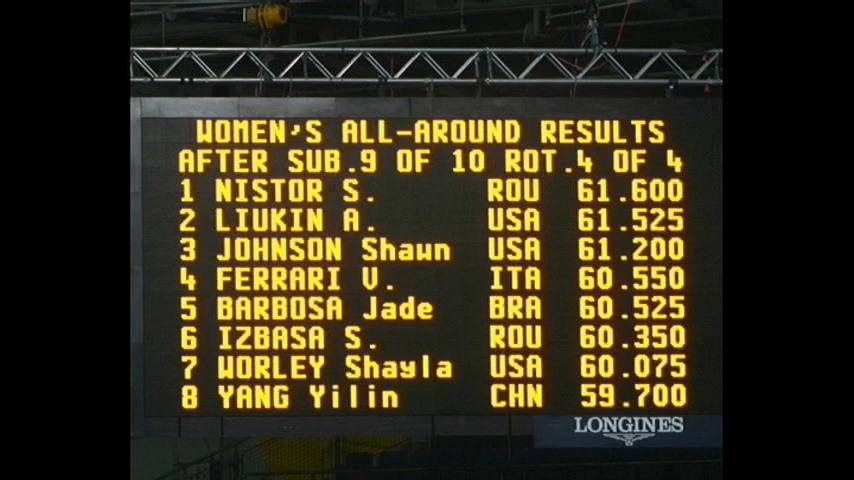 WOMEN'S ALL-AROUND RESULTS
AFTER SUB.9 OF 10 ROT.4 OF 4
1 NISTOR S. ROU 61.600
2 LIUKIN A. USA 61.525
3 JOHNSON Shawn USA 61.200
4 FERRARI V. ITA 60.550
5 BARBOSA Jade BRA 60.525
6 IZBASA S. ROU 60.350
7 WORLEY Shayla USA 60.075
8 YANG Yilin CHN 59.700
LONGINES